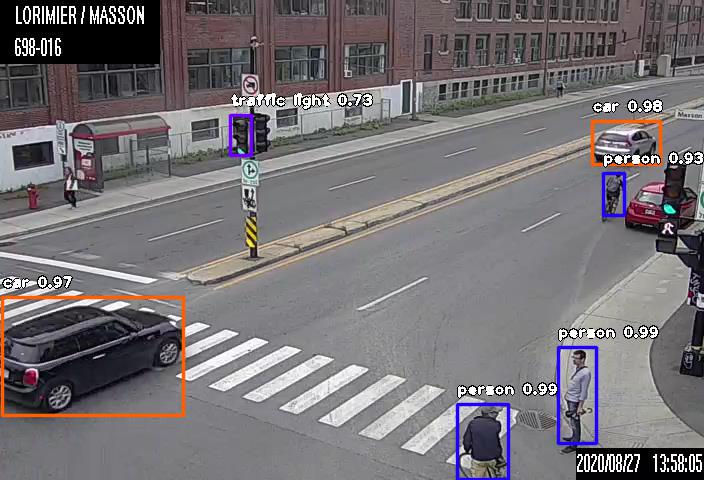 LORIMIER / MASSON
698-016
traffic light 0.73
car 0.98
Masson
person 0.93
car 0.97
person 0.99
person 0.99
2020/08/27 13:58:05